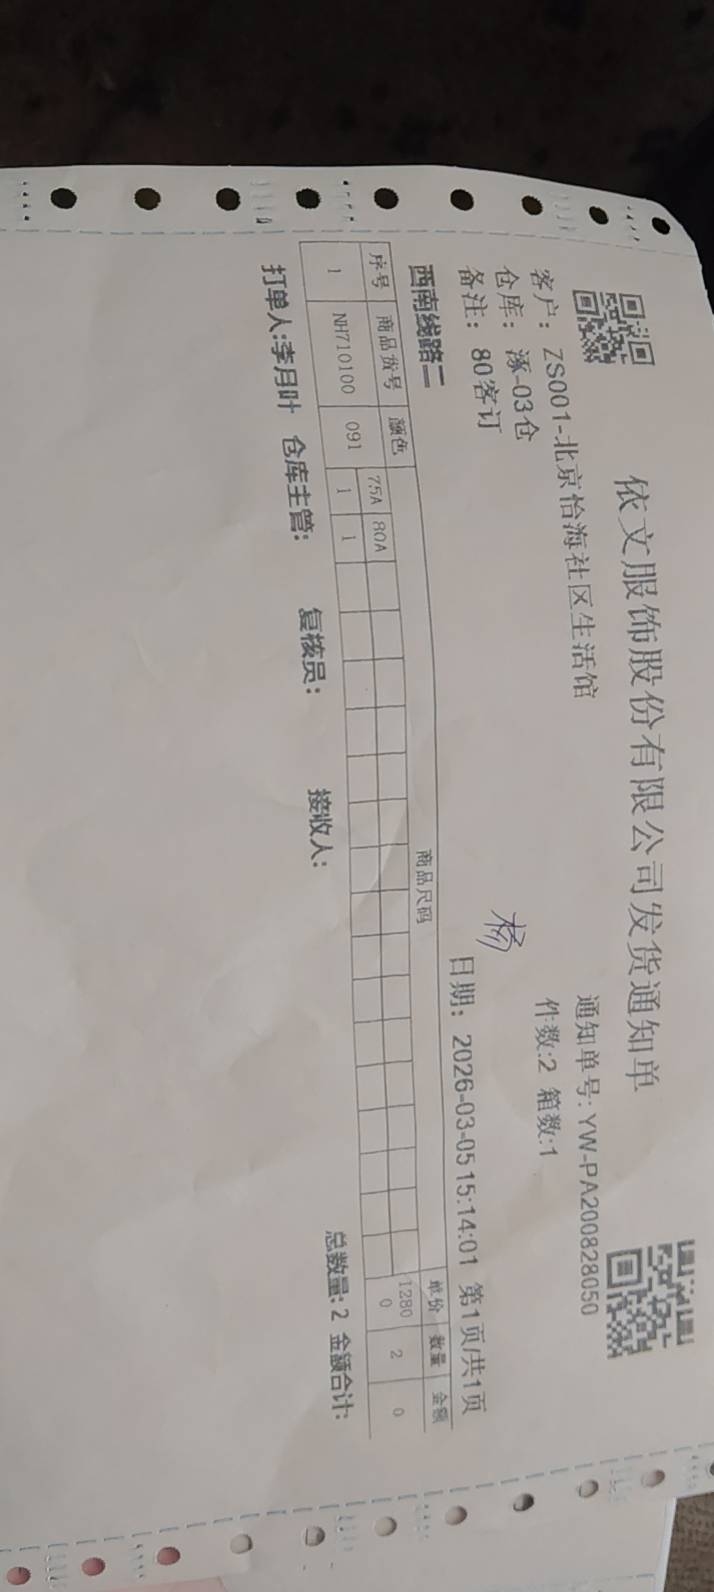 依文服饰股份有限公司发货通知单
客户：ZS001-北京怡海社区生活馆
通知单号: YW-PA200828050
仓库：涿-03仓
件数:2 箱数:1
备注：80客订
杨
日期：2026-03-05 15:14:01 第1页/共1页
西南线路二
序号 商品货号 颜色 商品尺码 单价 数量 金额
75A 80A
1 NH710100 091 1 1 12800 2 0
总数量: 2 金额合计:
打单人:李月叶 仓库主管: 复核员: 接收人: